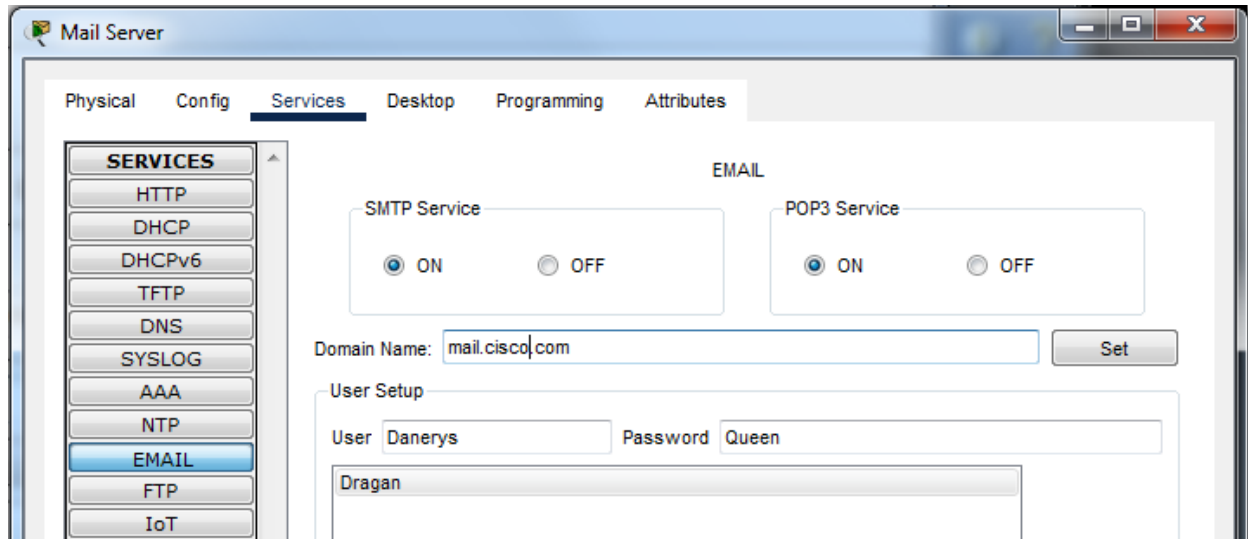 Mail Server
Physical Config Services Desktop Programming Attributes
SERVICES
HTTP
DHCP
DHCPv6
TFTP
DNS
SYSLOG
AAA
NTP
EMAIL
FTP
IoT
EMAIL
SMTP Service
ON OFF
POP3 Service
ON OFF
Domain Name: mail.cisco.com Set
User Setup
User Danerys Password Queen
Dragan